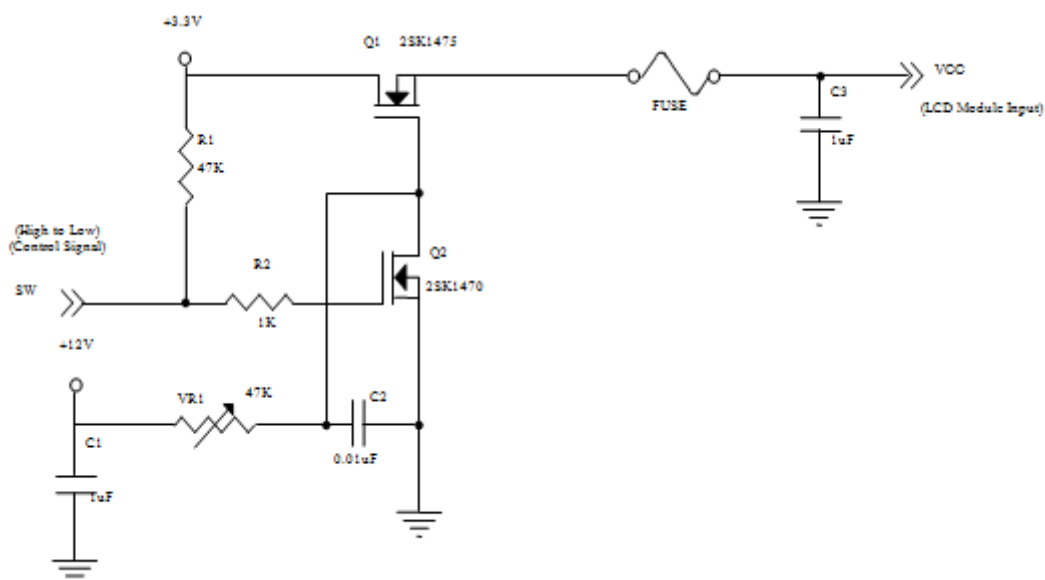 +3.3V
Q1 2SK1475
VCC
FUSE
C3
(LCD Module Input)
1uF
R1
47K
(High to Low)
(Control Signal)
Q2
R2
2SK1470
SW
1K
+12V
47K
VR1
C2
C1
0.01uF
1uF